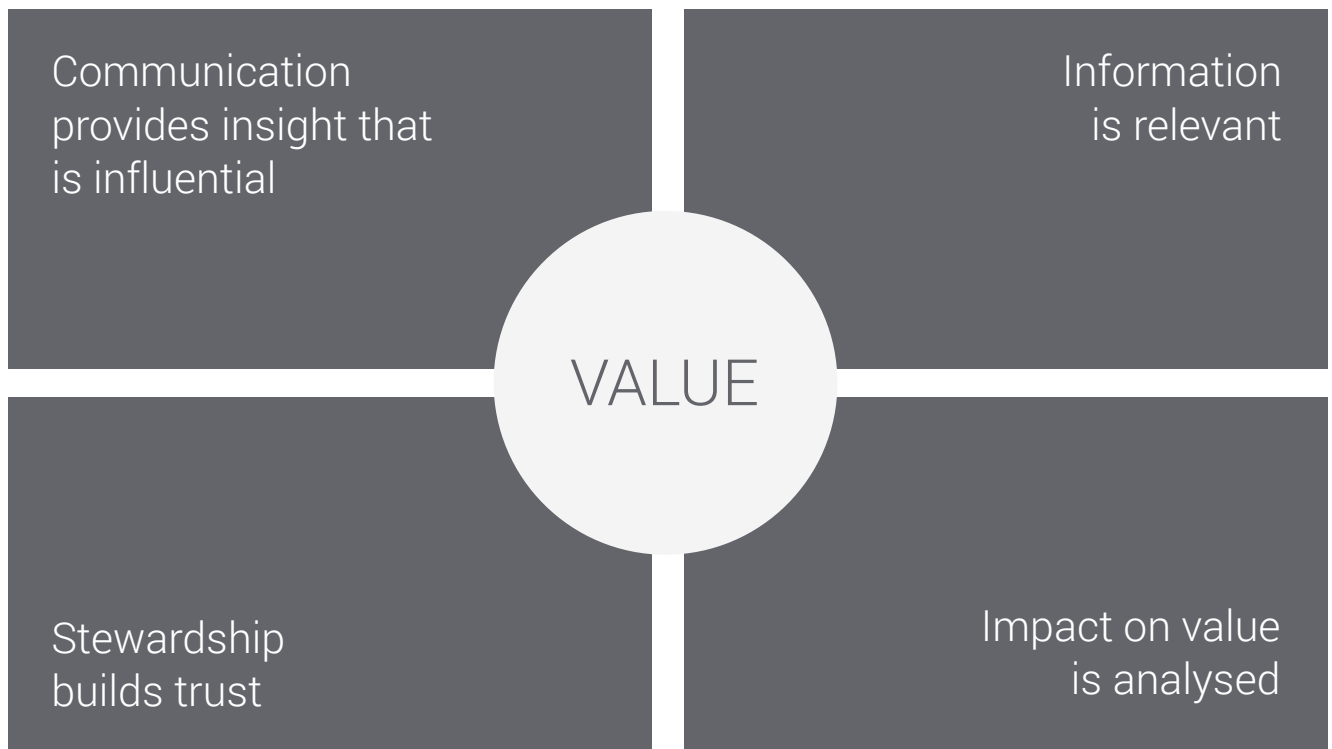 Communication
provides insight that
is influential
Information
is relevant
VALUE
Stewardship
builds trust
Impact on value
is analysed